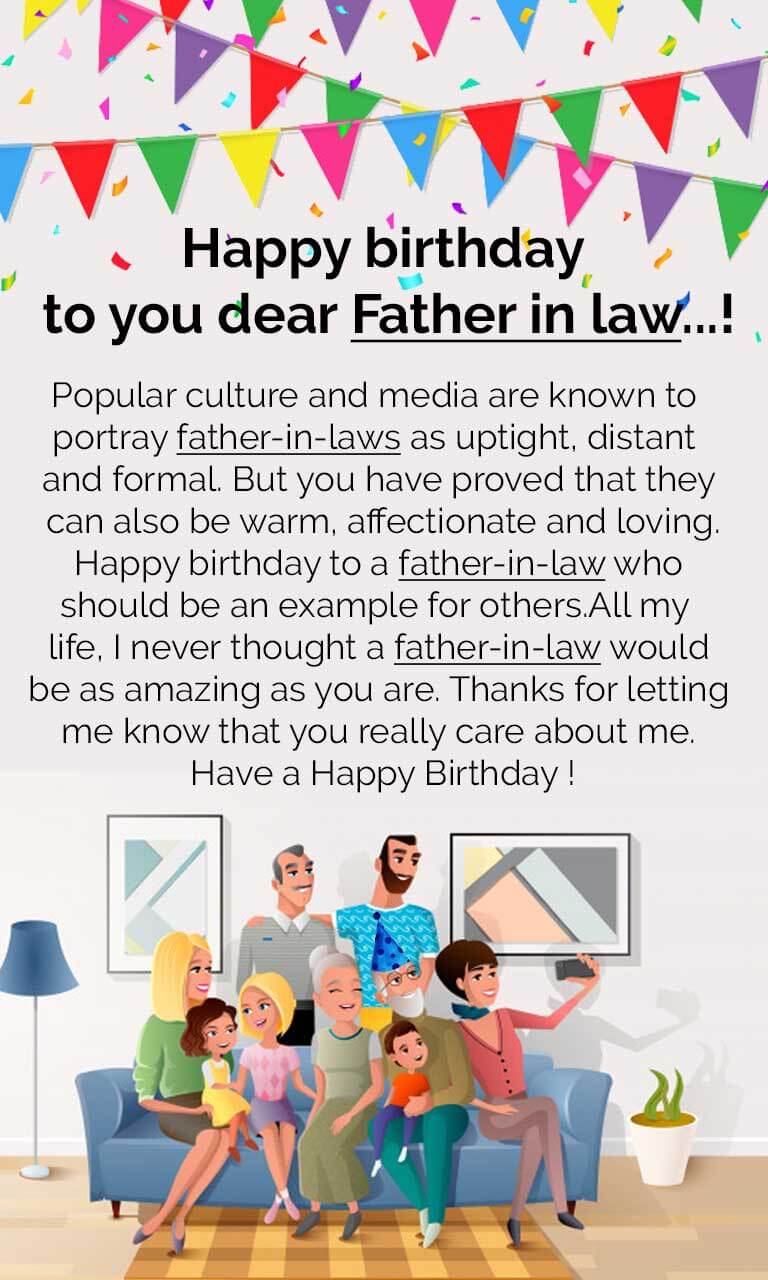 Happy birthday
to you dear Father in law...!
Popular culture and media are known to
portray father-in-laws as uptight, distant
and formal. But you have proved that they
can also be warm, affectionate and loving.
Happy birthday to a father-in-law who
should be an example for others.All my
life, I never thought a father-in-law would
be as amazing as you are. Thanks for letting
me know that you really care about me.
Have a Happy Birthday !